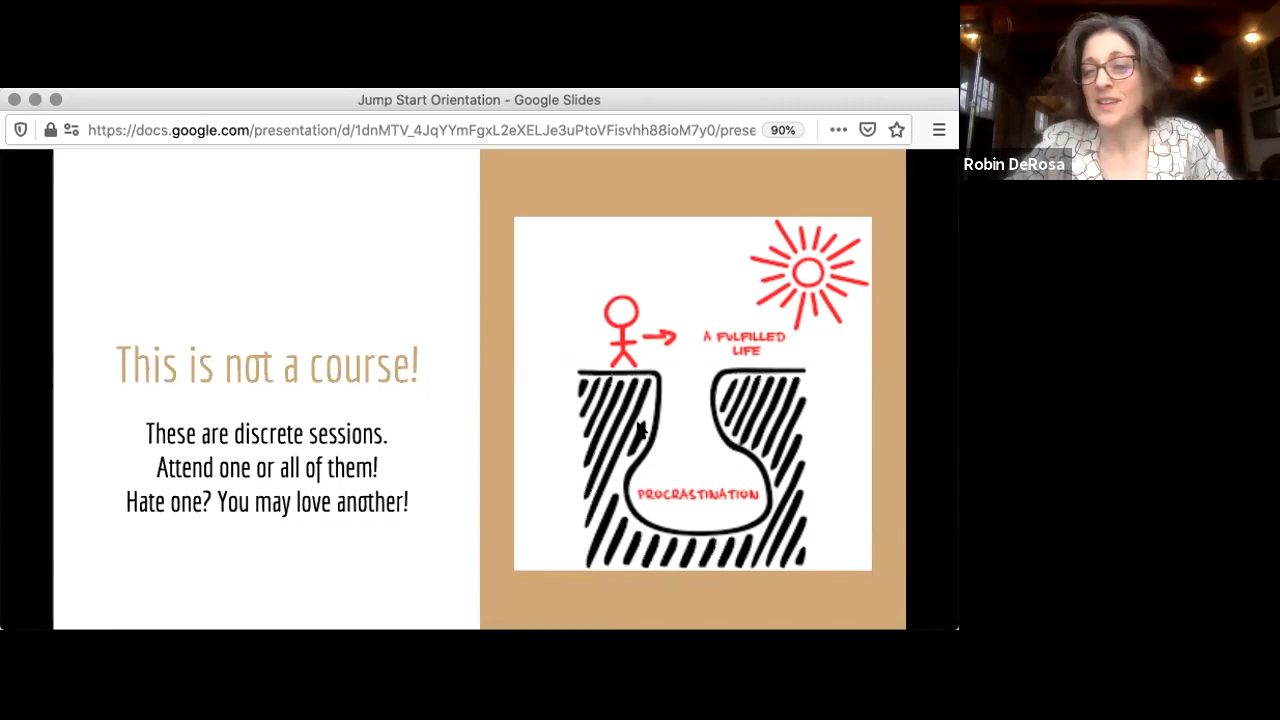 Jump Start Orientation - Google Slides
https://docs.google.com/presentation/d/1dnMTV_4JqYYmFgxL2eXELJe3uPtoVFisvhh88ioM7y0/prese
90%
Robin DeRosa
This is not a course!
These are discrete sessions.
Attend one or all of them!
Hate one? You may love another!
A FULFILLED
LIFE
PROCRASTINATION